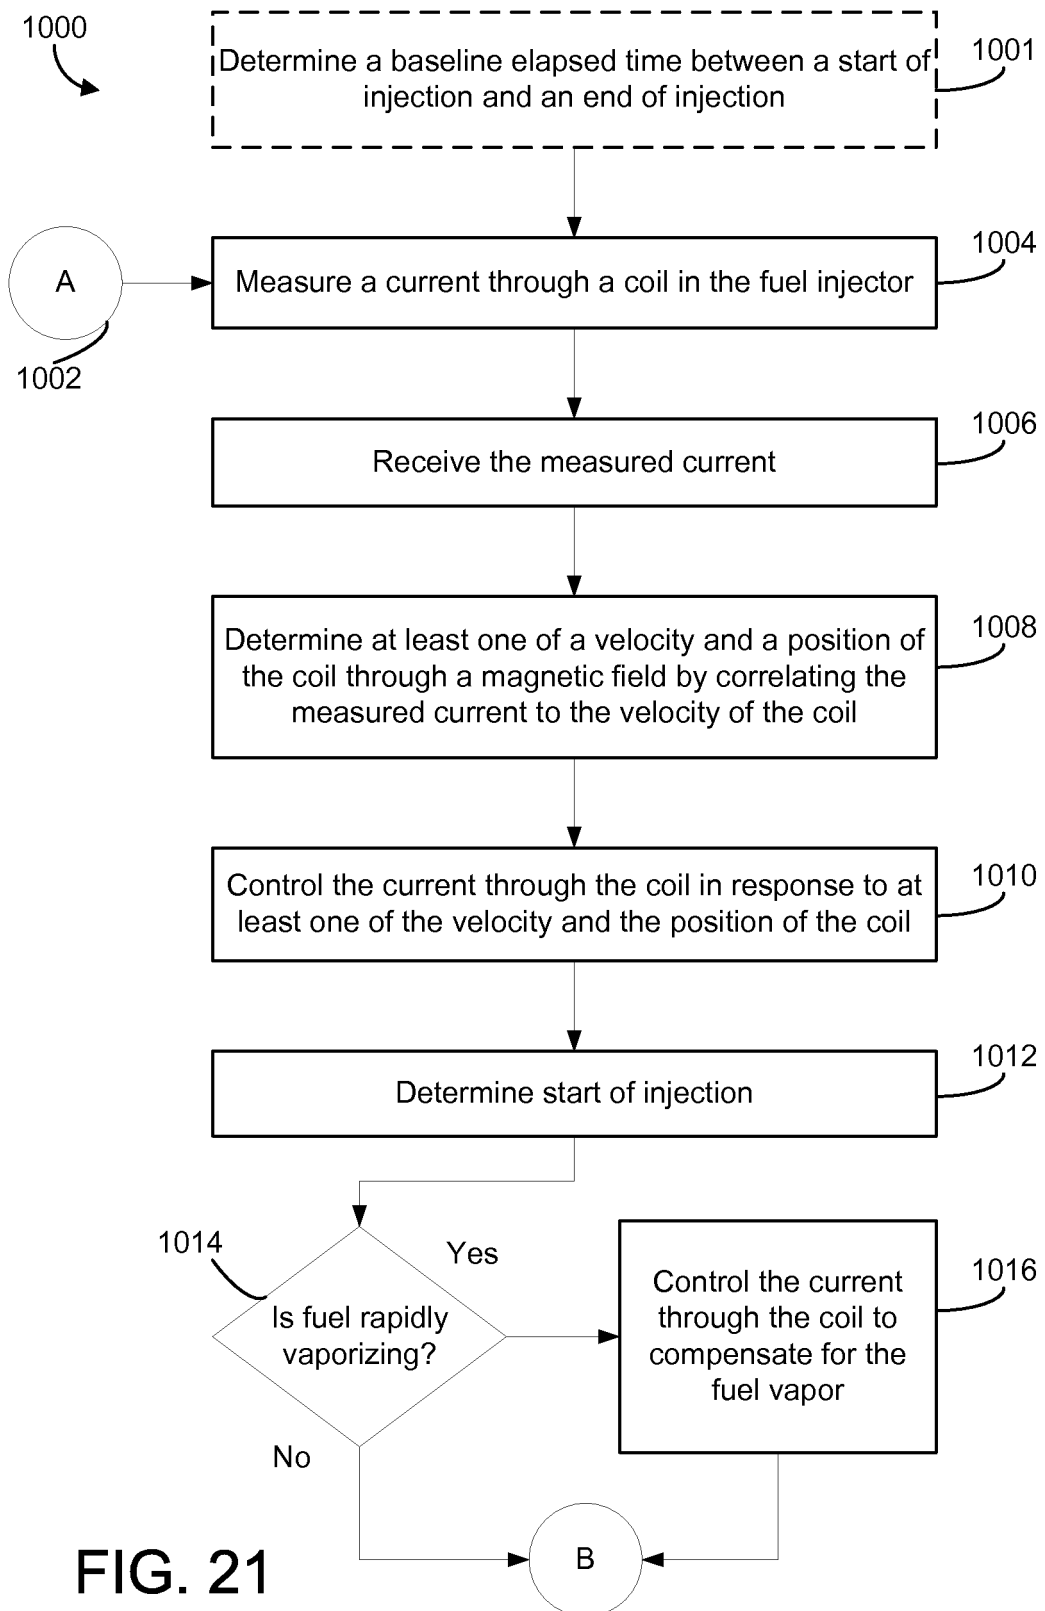 1000
Determine a baseline elapsed time between a start of
injection and an end of injection
1001
A
1002
Measure a current through a coil in the fuel injector
1004
Receive the measured current
1006
Determine at least one of a velocity and a position of
the coil through a magnetic field by correlating the
measured current to the velocity of the coil
1008
Control the current through the coil in response to at
least one of the velocity and the position of the coil
1010
Determine start of injection
1012
1014
Is fuel rapidly
vaporizing?
Yes
No
Control the current
through the coil to
compensate for the
fuel vapor
1016
B
FIG. 21